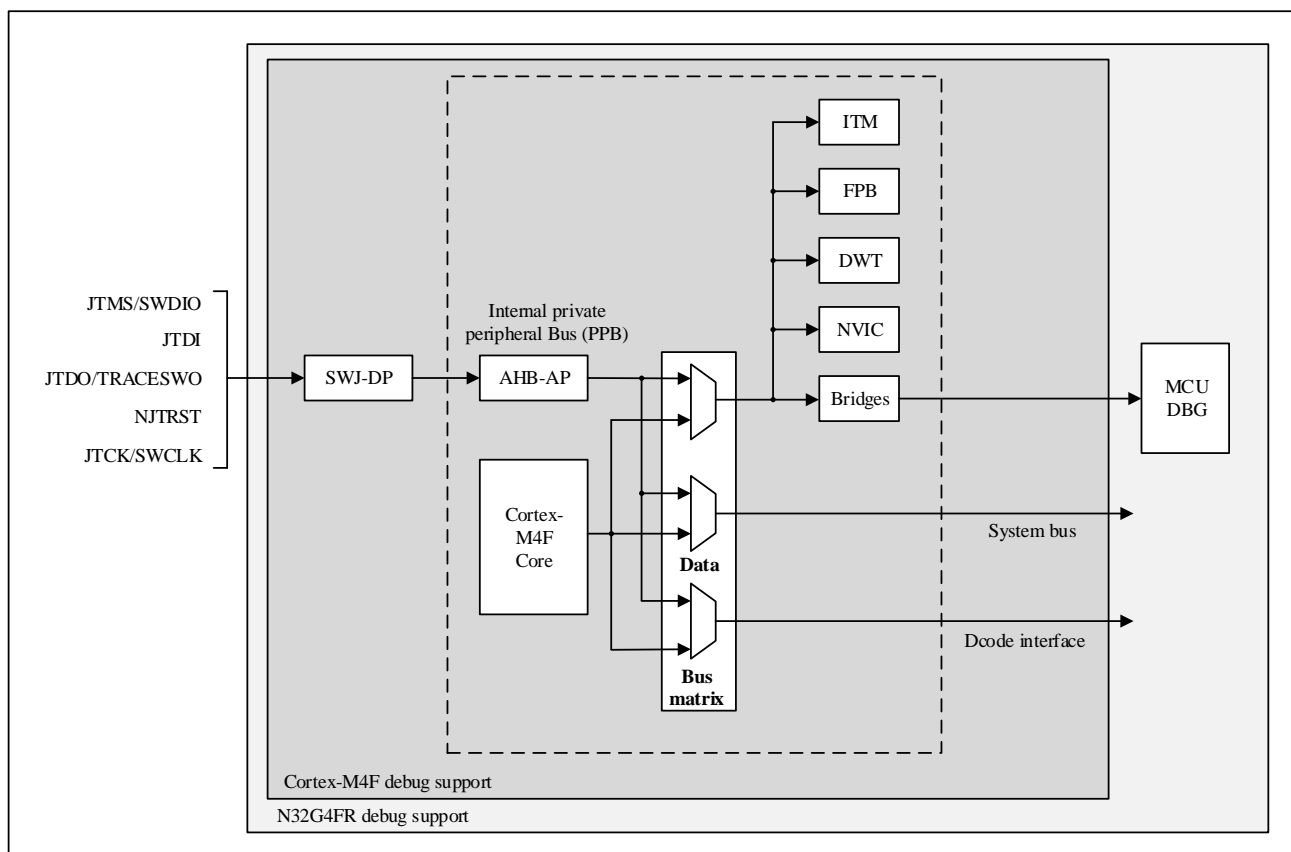 ITM
FPB
DWT
NVIC
Bridges
JTMS/SWDIO
JTDI
JTDO/TRACESWO
NJTRST
JTCK/SWCLK
SWJ-DP
Internal private
peripheral Bus (PPB)
AHB-AP
Cortex-
M4F
Core
Data
Bus
matrix
MCU
DBG
System bus
Dcode interface
Cortex-M4F debug support
N32G4FR debug support